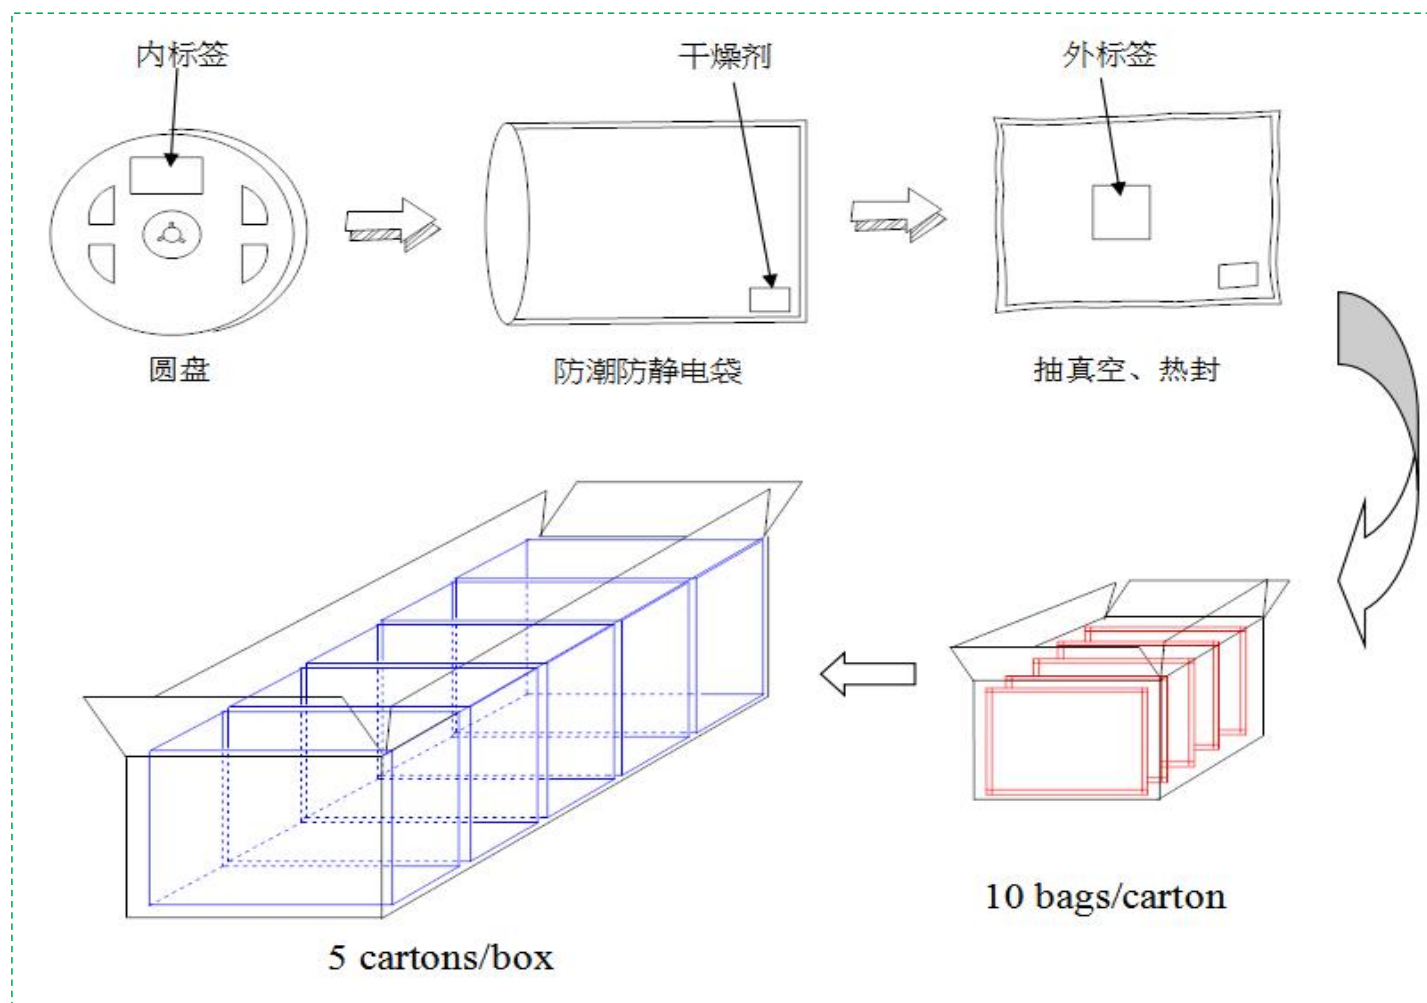 内标签
干燥剂
外标签
圆盘
防潮防静电袋
抽真空、热封
10 bags/carton
5 cartons/box